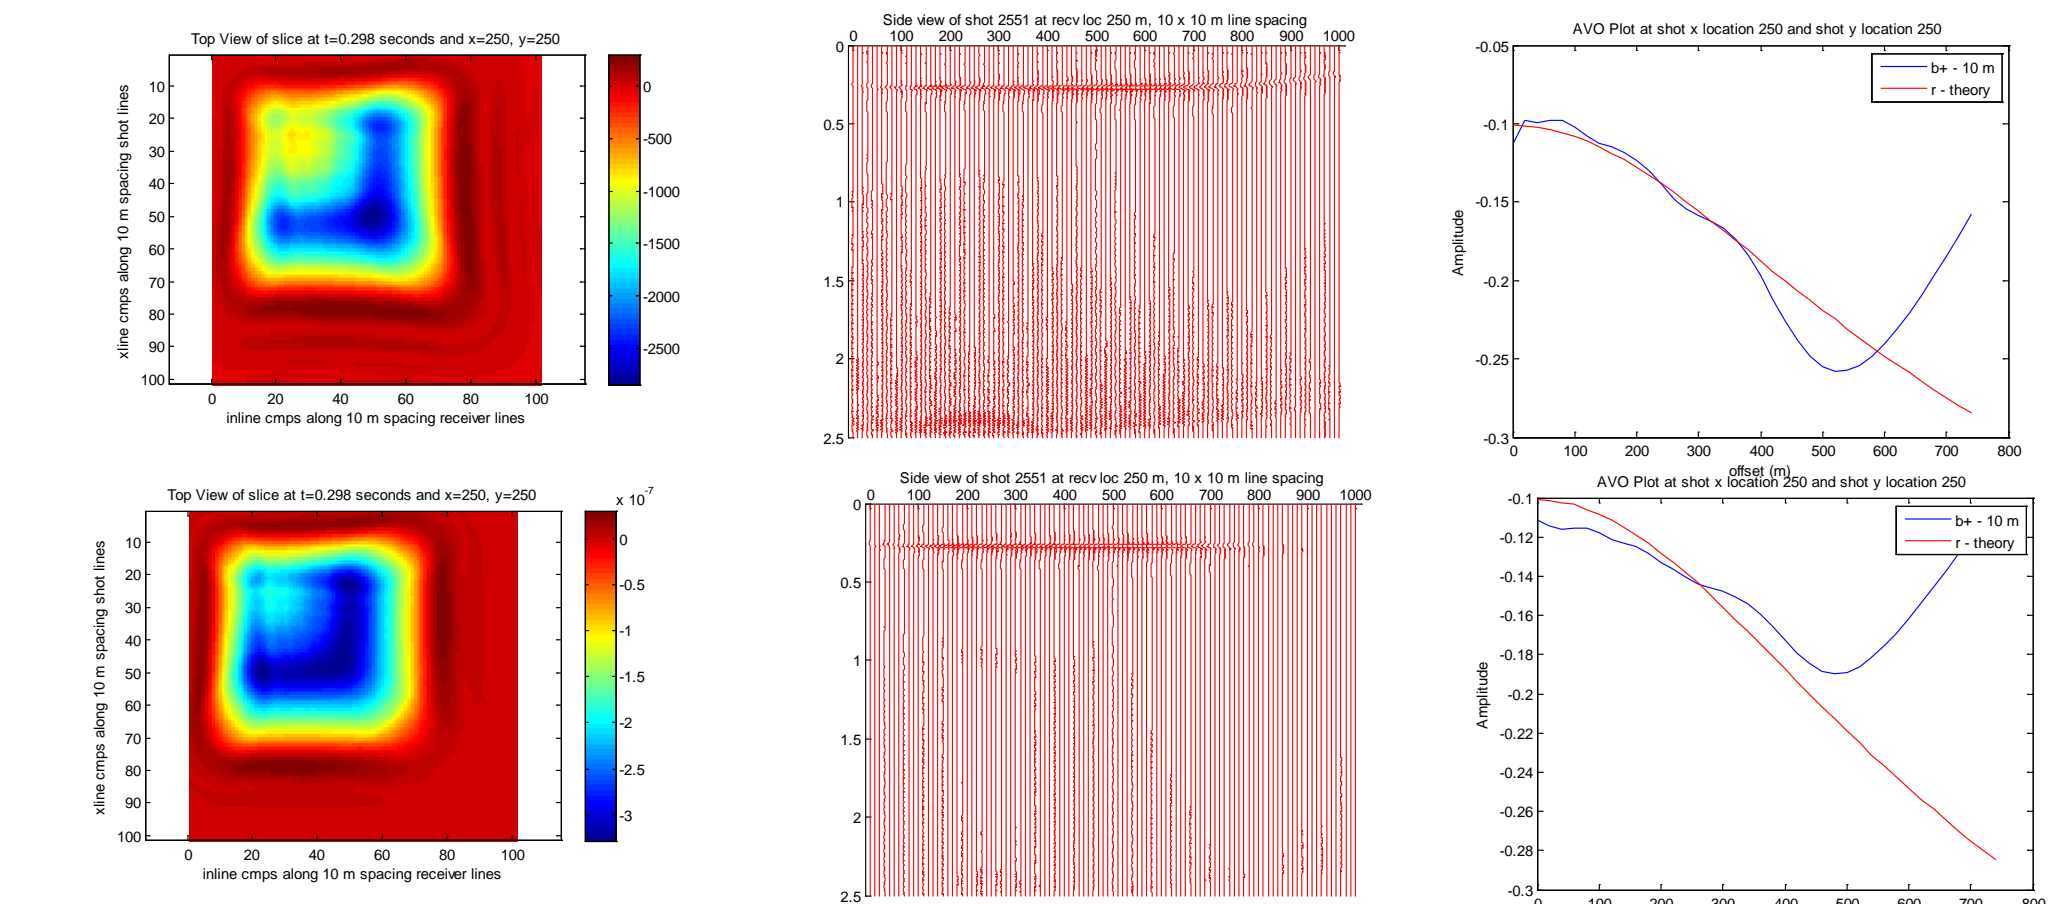 Top View of slice at t=0.298 seconds and x=250, y=250
xline cmps along 10 m spacing shot lines
10
20
30
40
50
60
70
80
90
100
0 20 40 60 80 100
inline cmps along 10 m spacing receiver lines
0
-500
-1000
-1500
-2000
-2500
Side view of shot 2551 at recv loc 250 m, 10 x 10 m line spacing
0 100 200 300 400 500 600 700 800 900 1000
0
0.5
1
1.5
2
2.5
AVO Plot at shot x location 250 and shot y location 250
b+ - 10 m
r - theory
Amplitude
-0.05
-0.1
-0.15
-0.2
-0.25
-0.3
0 100 200 300 400 500 600 700 800
offset (m)
Top View of slice at t=0.298 seconds and x=250, y=250
xline cmps along 10 m spacing shot lines
10
20
30
40
50
60
70
80
90
100
0 20 40 60 80 100
inline cmps along 10 m spacing receiver lines
x 10-7
0
-0.5
-1
-1.5
-2
-2.5
-3
Side view of shot 2551 at recv loc 250 m, 10 x 10 m line spacing
0 100 200 300 400 500 600 700 800 900 1000
0
0.5
1
1.5
2
2.5
AVO Plot at shot x location 250 and shot y location 250
b+ - 10 m
r - theory
Amplitude
-0.1
-0.12
-0.14
-0.16
-0.18
-0.2
-0.22
-0.24
-0.26
-0.28
-0.3
0 100 200 300 400 500 600 700 800